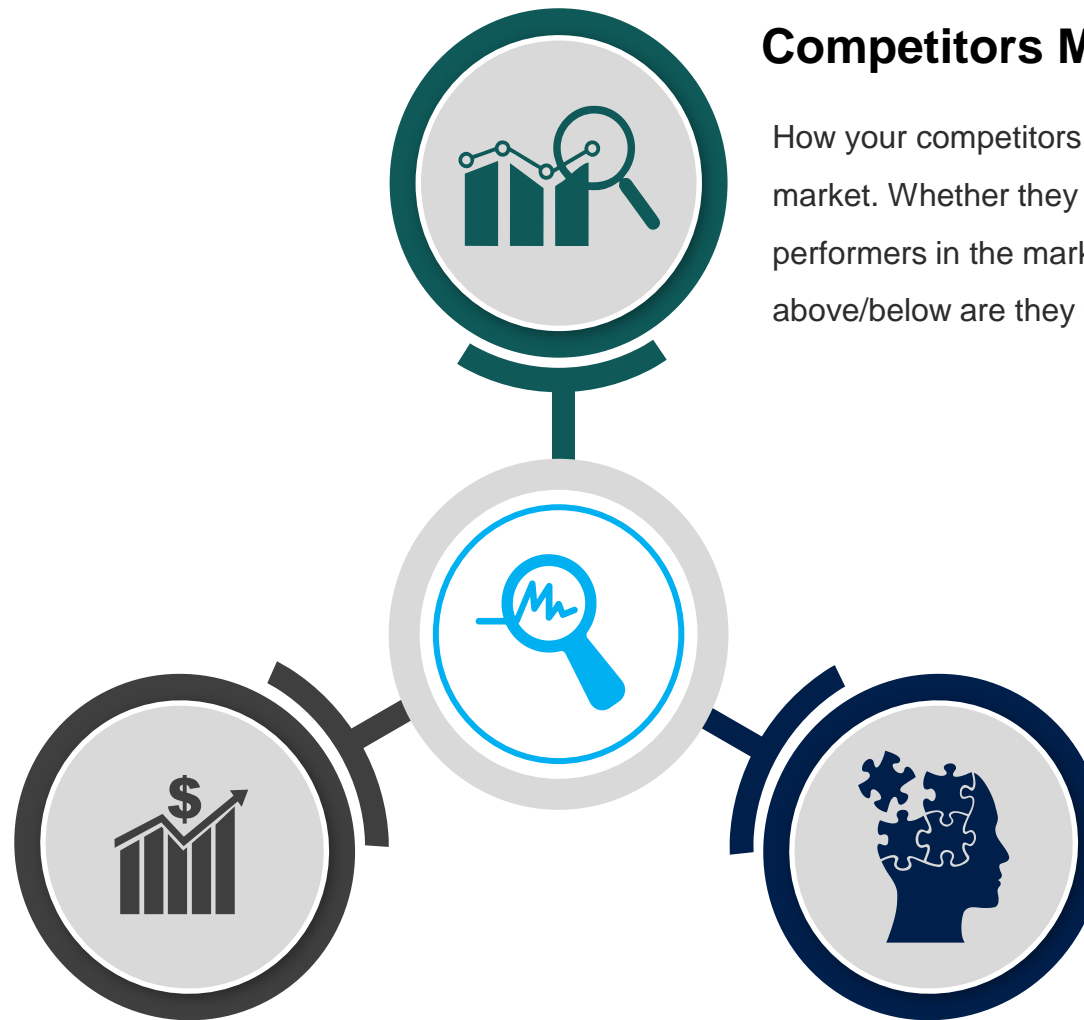 Competitors M
How your competitors
market. Whether they
performers in the mark
above/below are they
$